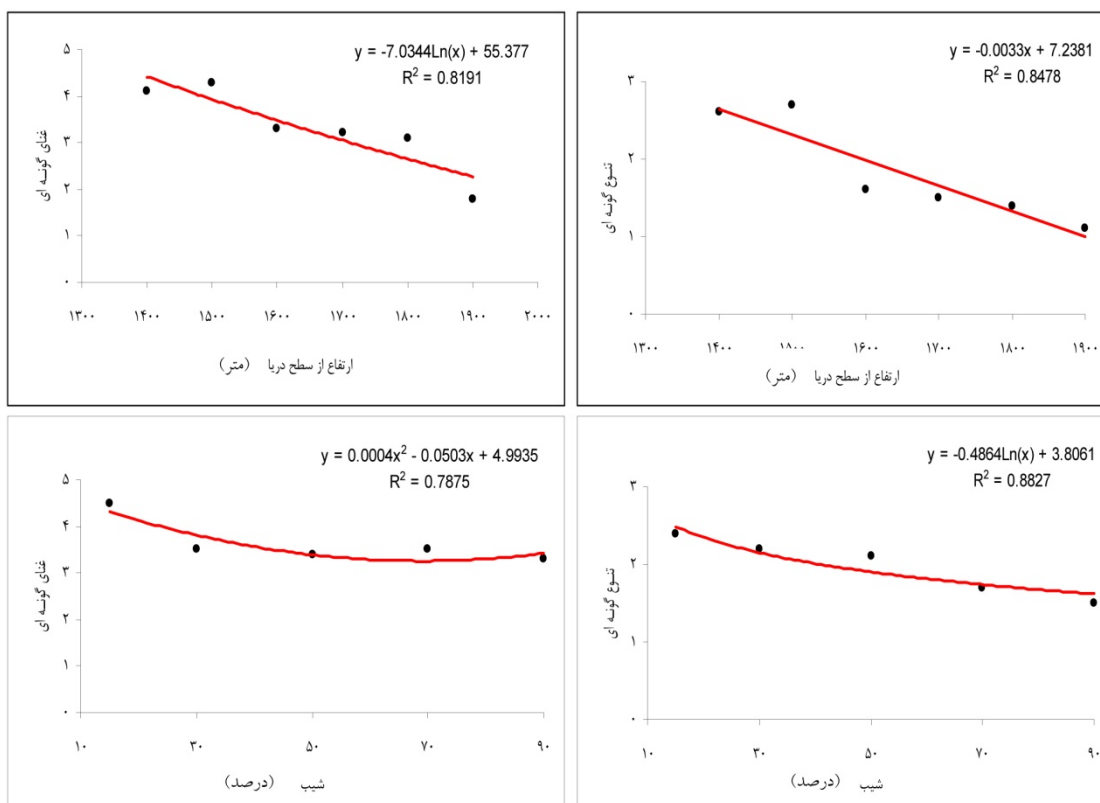 y = -7.0344Ln(x) + 55.377
R² = 0.8191
۵
۴
۳
۲
۱
۰
غنای گونه ای
۱۳۰۰ ۱۴۰۰ ۱۵۰۰ ۱۶۰۰ ۱۷۰۰ ۱۸۰۰ ۱۹۰۰ ۲۰۰۰
ارتفاع از سطح دریا (متر)
y = -0.0033x + 7.2381
R² = 0.8478
۳
۲
۱
۰
تنوع گونه ای
۱۳۰۰ ۱۴۰۰ ۱۸۰۰ ۱۶۰۰ ۱۷۰۰ ۱۸۰۰ ۱۹۰۰
ارتفاع از سطح دریا (متر)
y = 0.0004x² - 0.0503x + 4.9935
R² = 0.7875
۵
۴
۳
۲
۱
۰
غنای گونه ای
۱۰ ۳۰ ۵۰ ۷۰ ۹۰
شیب (درصد)
y = -0.4864Ln(x) + 3.8061
R² = 0.8827
۳
۲
۱
۰
تنوع گونه ای
۱۰ ۳۰ ۵۰ ۷۰ ۹۰
شیب (درصد)